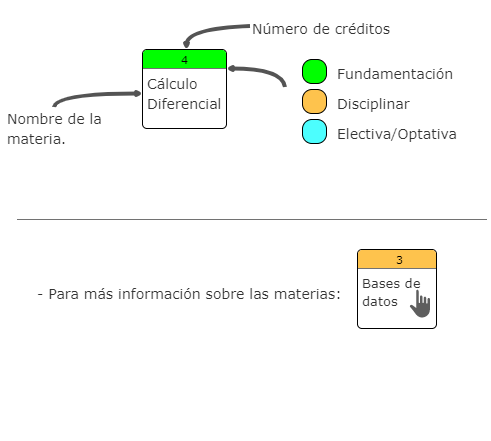 Número de créditos
4
Cálculo
Diferencial
Nombre de la
materia.
Fundamentación
Disciplinar
Electiva/Optativa
- Para más información sobre las materias:
3
Bases de
datos